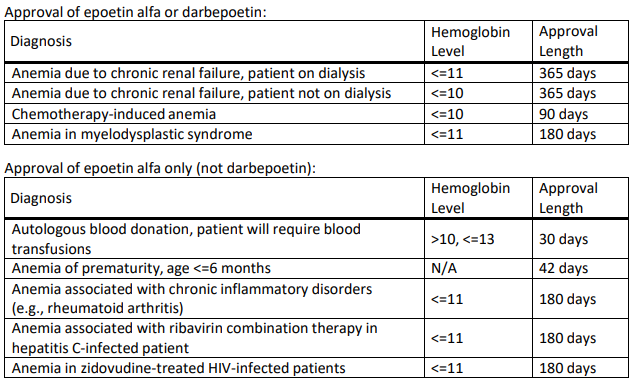 Approval of epoetin alfa or darbepoetin:
Diagnosis Hemoglobin Level Approval Length
Anemia due to chronic renal failure, patient on dialysis <=11 365 days
Anemia due to chronic renal failure, patient not on dialysis <=10 365 days
Chemotherapy-induced anemia <=10 90 days
Anemia in myelodysplastic syndrome <=11 180 days
Approval of epoetin alfa only (not darbepoetin):
Diagnosis Hemoglobin Level Approval Length
Autologous blood donation, patient will require blood
transfusions >10, <=13 30 days
Anemia of prematurity, age <=6 months N/A 42 days
Anemia associated with chronic inflammatory disorders
(e.g., rheumatoid arthritis) <=11 180 days
Anemia associated with ribavirin combination therapy in
hepatitis C-infected patient <=11 180 days
Anemia in zidovudine-treated HIV-infected patients <=11 180 days